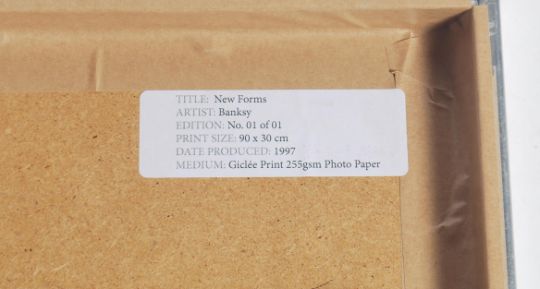 TITLE: New Forms
ARTIST: Banksy
EDITION: No. 01 of 01
PRINT SIZE: 90 x 30 cm
DATE PRODUCED: 1997
MEDIUM: Giclée Print 255gsm Photo Paper